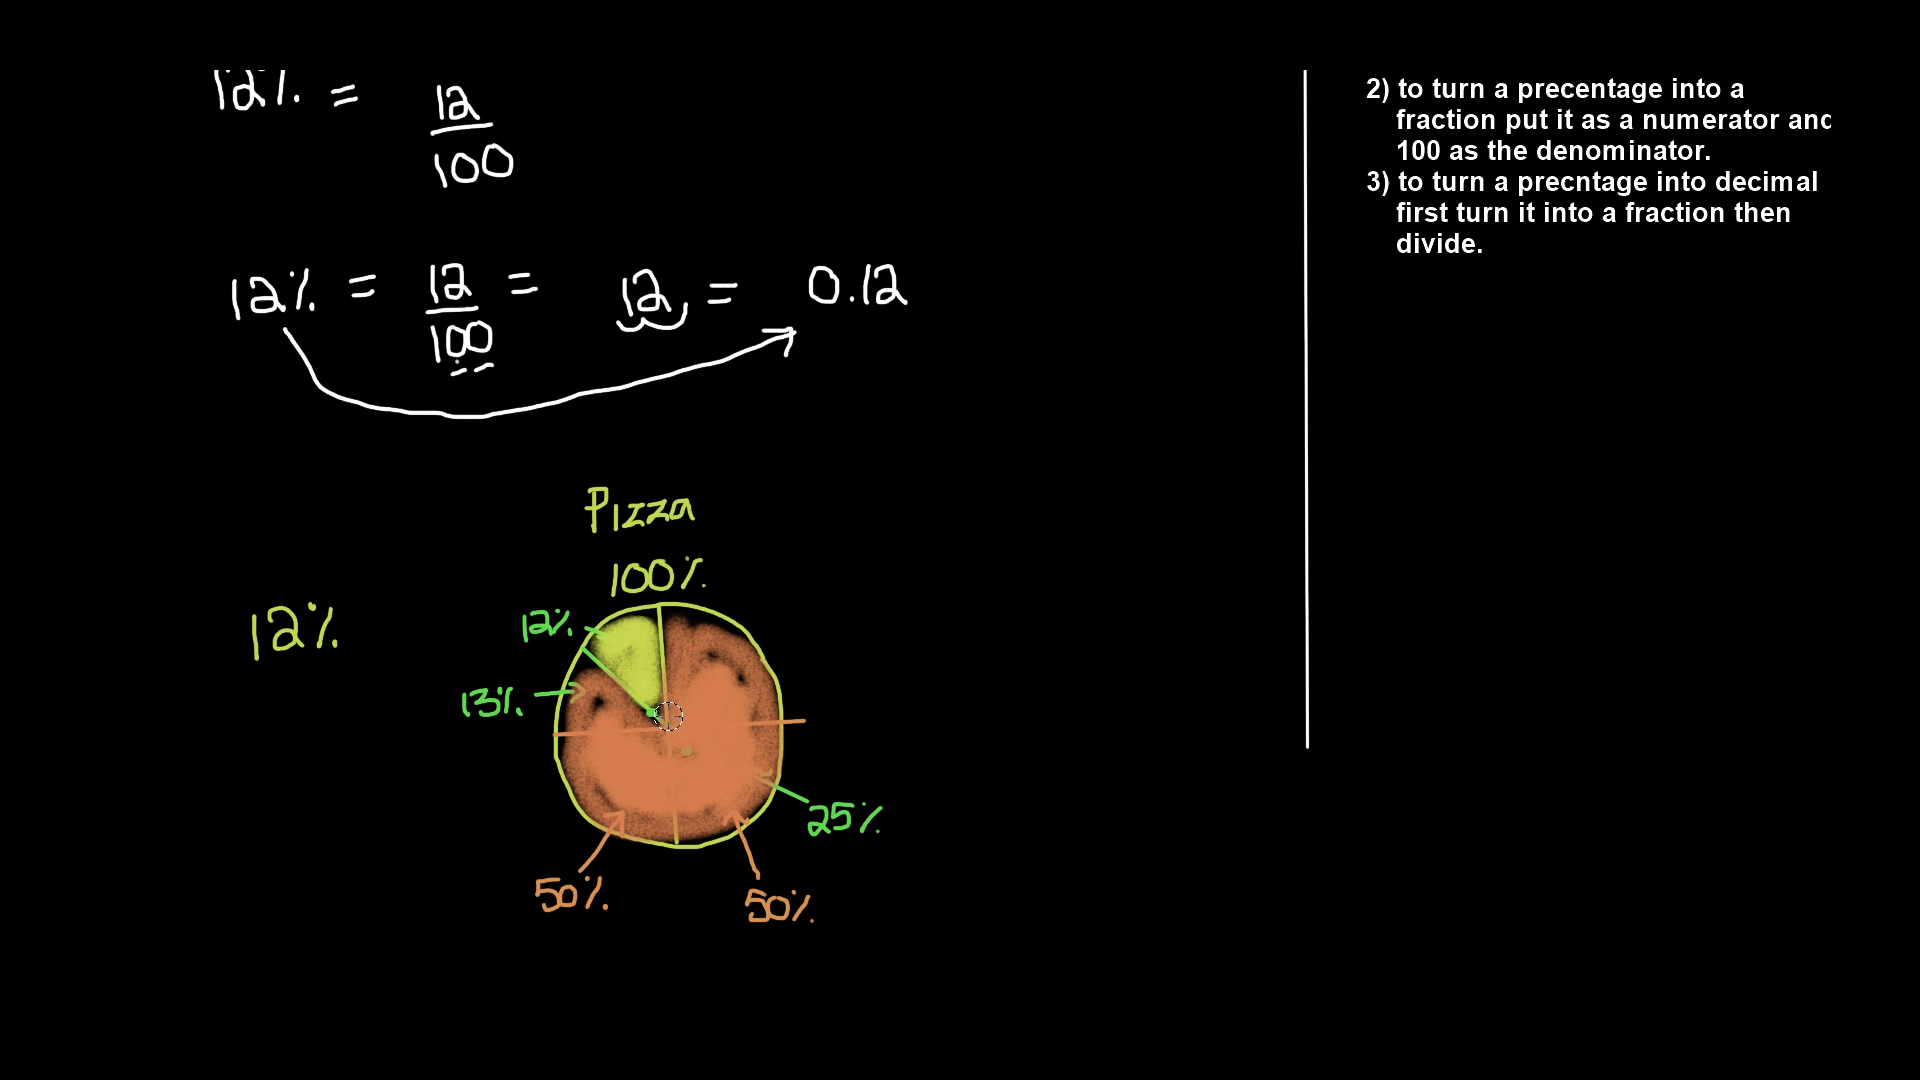 12% = 12
100
12% = 12 = 12 = 0.12
100
Pizza
100%
12%
12%
13%
25%
50%
50%
2) to turn a precentage into a
fraction put it as a numerator and
100 as the denominator.
3) to turn a precntage into decimal
first turn it into a fraction then
divide.